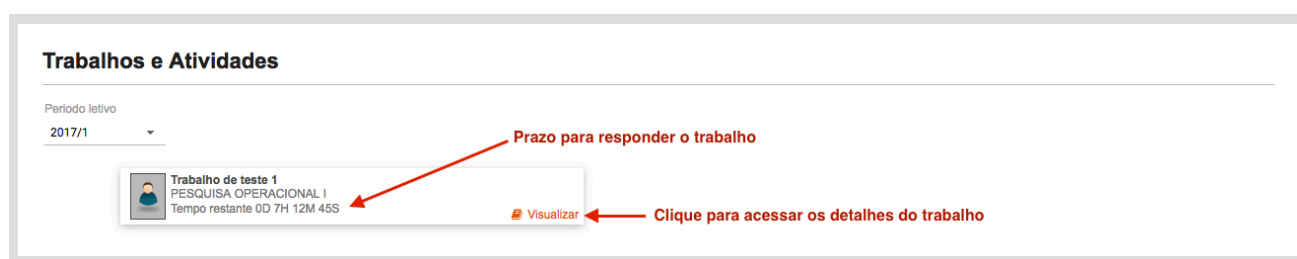 Trabalhos e Atividades
Periodo letivo
2017/1
Prazo para responder o trabalho
Trabalho de teste 1
PESQUISA OPERACIONAL I
Tempo restante 0D 7H 12M 45S
Visualizar
Clique para acessar os detalhes do trabalho